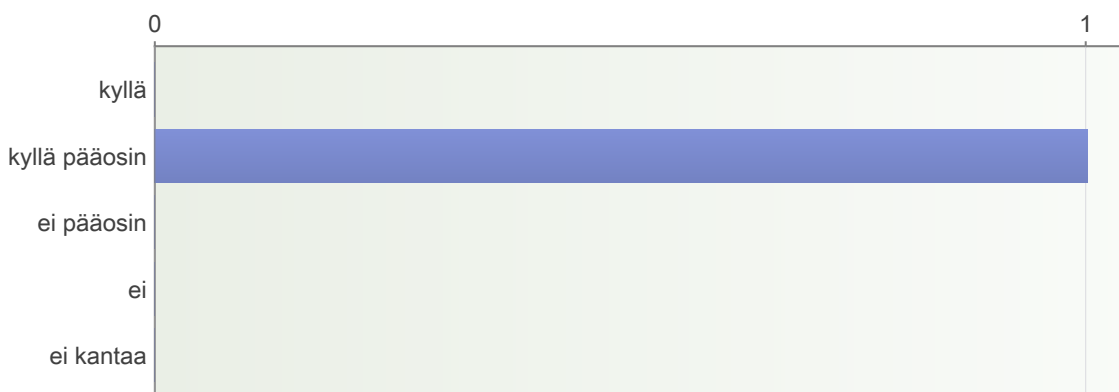 0 1
kyllä
kyllä pääosin
ei pääosin
ei
ei kantaa